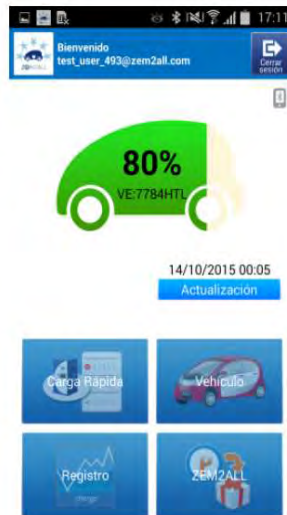 17:11
Bienvenido
test_user_493@zem2all.com
Cerrar
sesión
80%
VE:7784HTL
14/10/2015 00:05
Actualización
Carga Rápida
Vehículo
Registro
ZEM2ALL